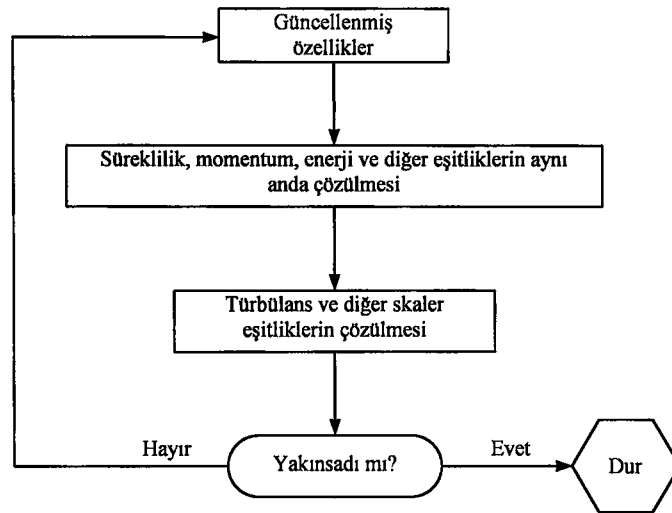 Güncellenmiş
özellikler
Süreklilik, momentum, enerji ve diğer eşitliklerin aynı
anda çözülmesi
Türbülans ve diğer skaler
eşitliklerin çözülmesi
Hayır
Yakınsadı mı?
Evet
Dur